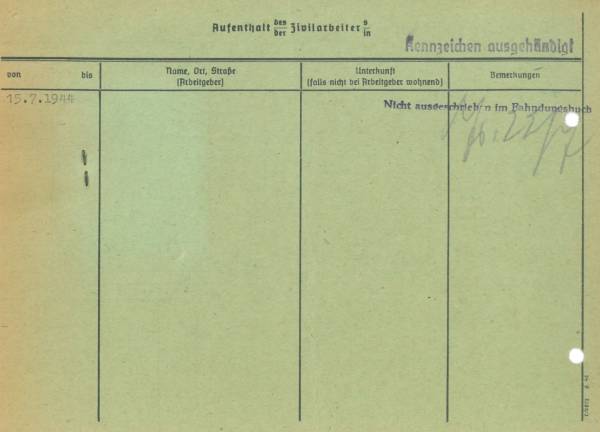 Aufenthalt des/der Zivilarbeiter s/in
Kennzeichen ausgehändigt
von bis Name, Ort, Straße (Arbeitgeber) Unterkunft (falls nicht bei Arbeitgeber wohnend) Bemerkungen
15.7.1944 Nicht ausgeschrieben im Fahndungsbuch